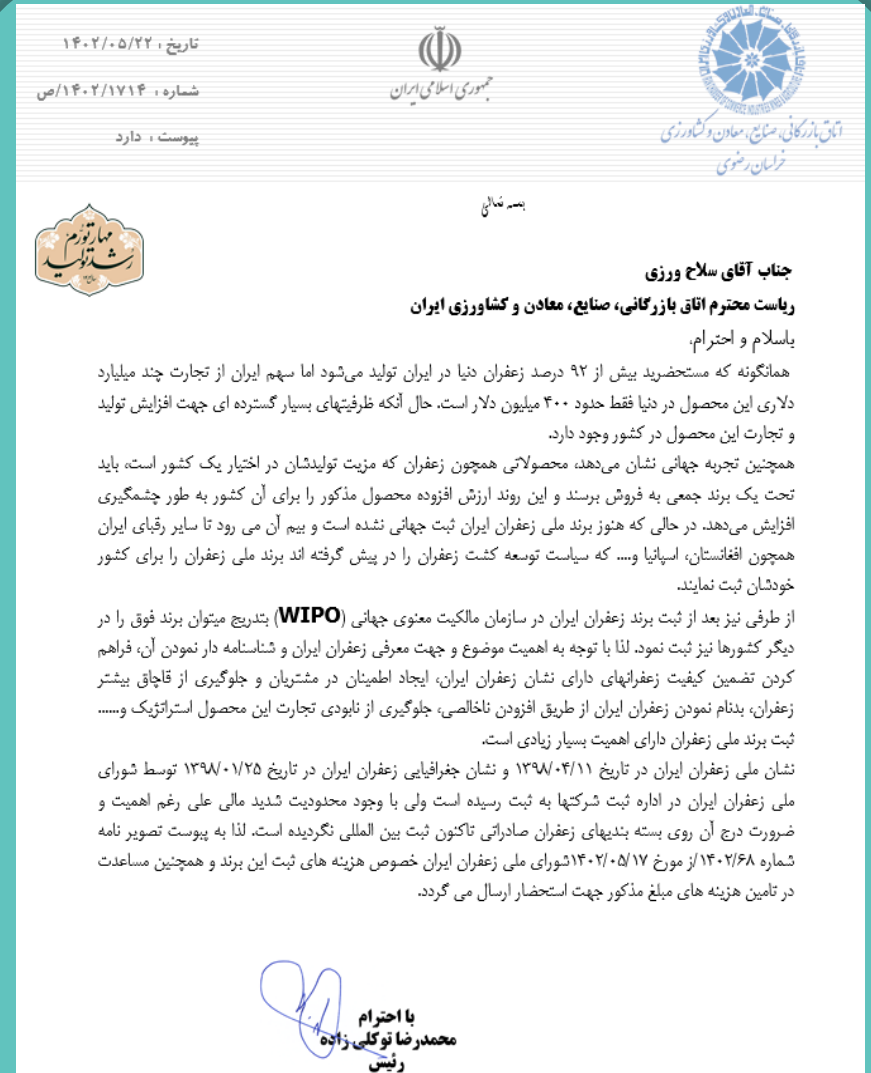 تاریخ : ۱۴۰۲/۰۵/۲۲
شماره : ۱۴۰۲/۱۷۱۴/ص
پیوست : دارد
جمهوری اسلامی ایران
اتاق بازرگانی، صنایع، معادن و کشاورزی
خراسان رضوی
بسمه تعالی
مهار تورم
رشد تولید
جناب آقای سلاح ورزی
ریاست محترم اتاق بازرگانی، صنایع، معادن و کشاورزی ایران
باسلام و احترام،
همانگونه که مستحضرید بیش از ۹۲ درصد زعفران دنیا در ایران تولید می‌شود اما سهم ایران از تجارت چند میلیارد
دلاری این محصول در دنیا فقط حدود ۴۰۰ میلیون دلار است. حال آنکه ظرفیتهای بسیار گسترده ای جهت افزایش تولید
و تجارت این محصول در کشور وجود دارد.
همچنین تجربه جهانی نشان می‌دهد، محصولاتی همچون زعفران که مزیت تولیدشان در اختیار یک کشور است، باید
تحت یک برند جمعی به فروش برسند و این روند ارزش افزوده محصول مذکور را برای آن کشور به طور چشمگیری
افزایش می‌دهد. در حالی که هنوز برند ملی زعفران ایران ثبت جهانی نشده است و بیم آن می رود تا سایر رقبای ایران
همچون افغانستان، اسپانیا و.... که سیاست توسعه کشت زعفران را در پیش گرفته اند برند ملی زعفران را برای کشور
خودشان ثبت نمایند.
از طرفی نیز بعد از ثبت برند زعفران ایران در سازمان مالکیت معنوی جهانی (WIPO) بتدریج میتوان برند فوق را در
دیگر کشورها نیز ثبت نمود. لذا با توجه به اهمیت موضوع و جهت معرفی زعفران ایران و شناسنامه دار نمودن آن، فراهم
کردن تضمین کیفیت زعفرانهای دارای نشان زعفران ایران، ایجاد اطمینان در مشتریان و جلوگیری از قاچاق بیشتر
زعفران، بدنام نمودن زعفران ایران از طریق افزودن ناخالصی، جلوگیری از نابودی تجارت این محصول استراتژیک و......
ثبت برند ملی زعفران دارای اهمیت بسیار زیادی است.
نشان ملی زعفران ایران در تاریخ ۱۳۹۸/۰۴/۱۱ و نشان جغرافیایی زعفران ایران در تاریخ ۱۳۹۸/۰۱/۲۵ توسط شورای
ملی زعفران ایران در اداره ثبت شرکتها به ثبت رسیده است ولی با وجود محدودیت شدید مالی علی رغم اهمیت و
ضرورت درج آن روی بسته بندیهای زعفران صادراتی تاکنون ثبت بین المللی نگردیده است. لذا به پیوست تصویر نامه
شماره ۱۴۰۲/۶۸/ز مورخ ۱۴۰۲/۰۵/۱۷شورای ملی زعفران ایران خصوص هزینه های ثبت این برند و همچنین مساعدت
در تامین هزینه های مبلغ مذکور جهت استحضار ارسال می گردد.
با احترام
محمدرضا توکلی زاده
رئیس